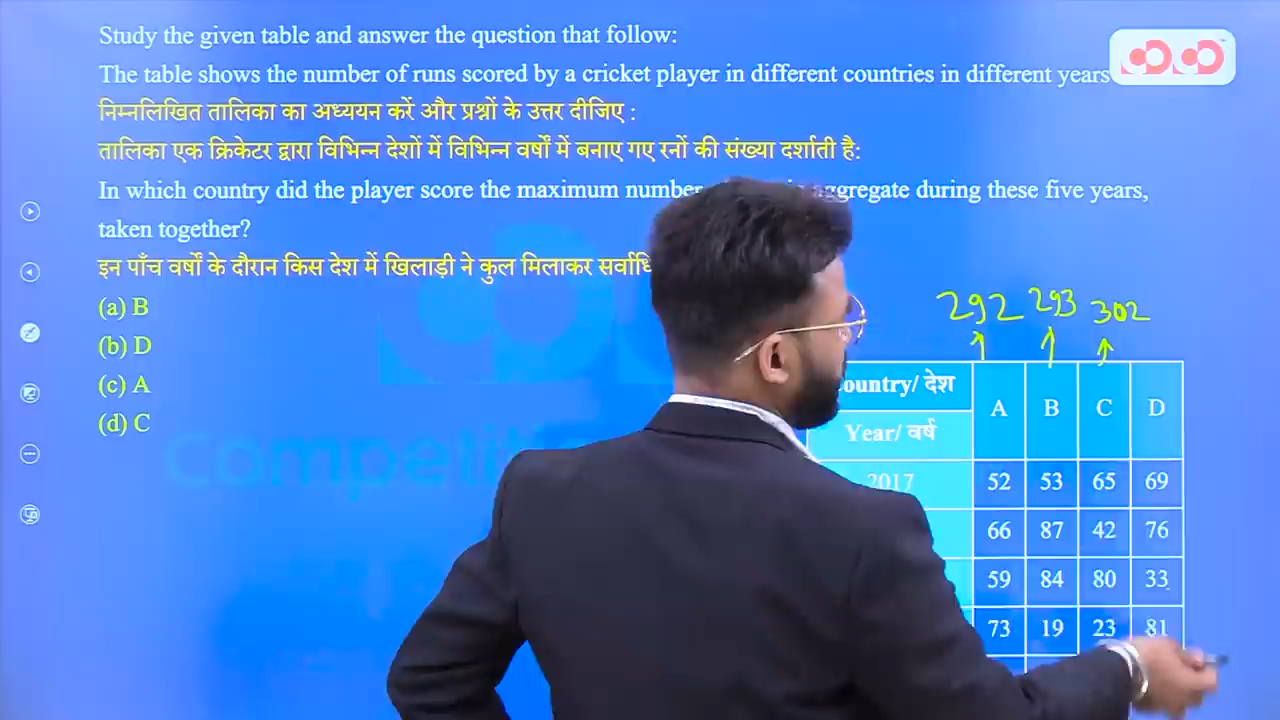 Study the given table and answer the question that follow:
The table shows the number of runs scored by a cricket player in different countries in different years
निम्नलिखित तालिका का अध्ययन करें और प्रश्नों के उत्तर दीजिए :
तालिका एक क्रिकेटर द्वारा विभिन्न देशों में विभिन्न वर्षों में बनाए गए रनों की संख्या दर्शाती है:
In which country did the player score the maximum number aggregate during these five years,
taken together?
इन पाँच वर्षों के दौरान किस देश में खिलाड़ी ने कुल मिलाकर
(a) B
(b) D
(c) A
(d) C
292 293 302
देश A B C D
Year/ वर्ष
2017 52 53 65 69
66 87 42 76
59 84 80 33
73 19 23 81